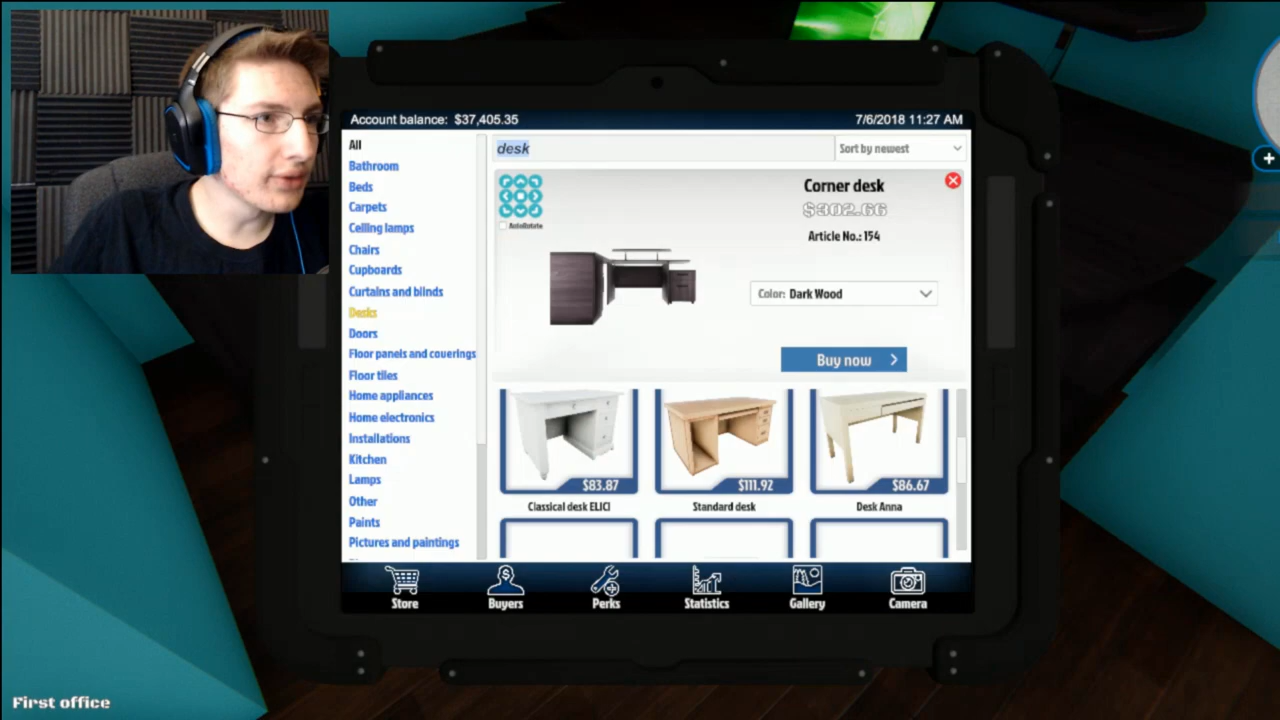 Account balance: $37,405.35
7/6/2018 11:27 AM
All
Bathroom
Beds
Carpets
Ceiling lamps
Chairs
Cupboards
Curtains and blinds
Desks
Doors
Floor panels and coverings
Floor tiles
Home appliances
Home electronics
Installations
Kitchen
Lamps
Other
Paints
Pictures and paintings
desk
Sort by newest
AutoRotate
Corner desk
$302.66
Article No.: 154
Color: Dark Wood
Buy now
$83.87
$111.92
$86.67
Classical desk ELICI
Standard desk
Desk Anna
Store
Buyers
Perks
Statistics
Gallery
Camera
First office